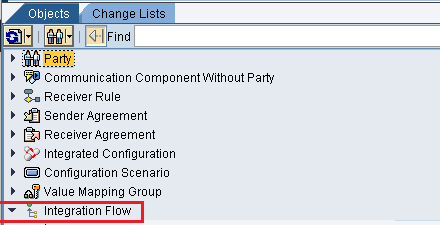 Objects Change Lists
Find
Party
Communication Component Without Party
Receiver Rule
Sender Agreement
Receiver Agreement
Integrated Configuration
Configuration Scenario
Value Mapping Group
Integration Flow